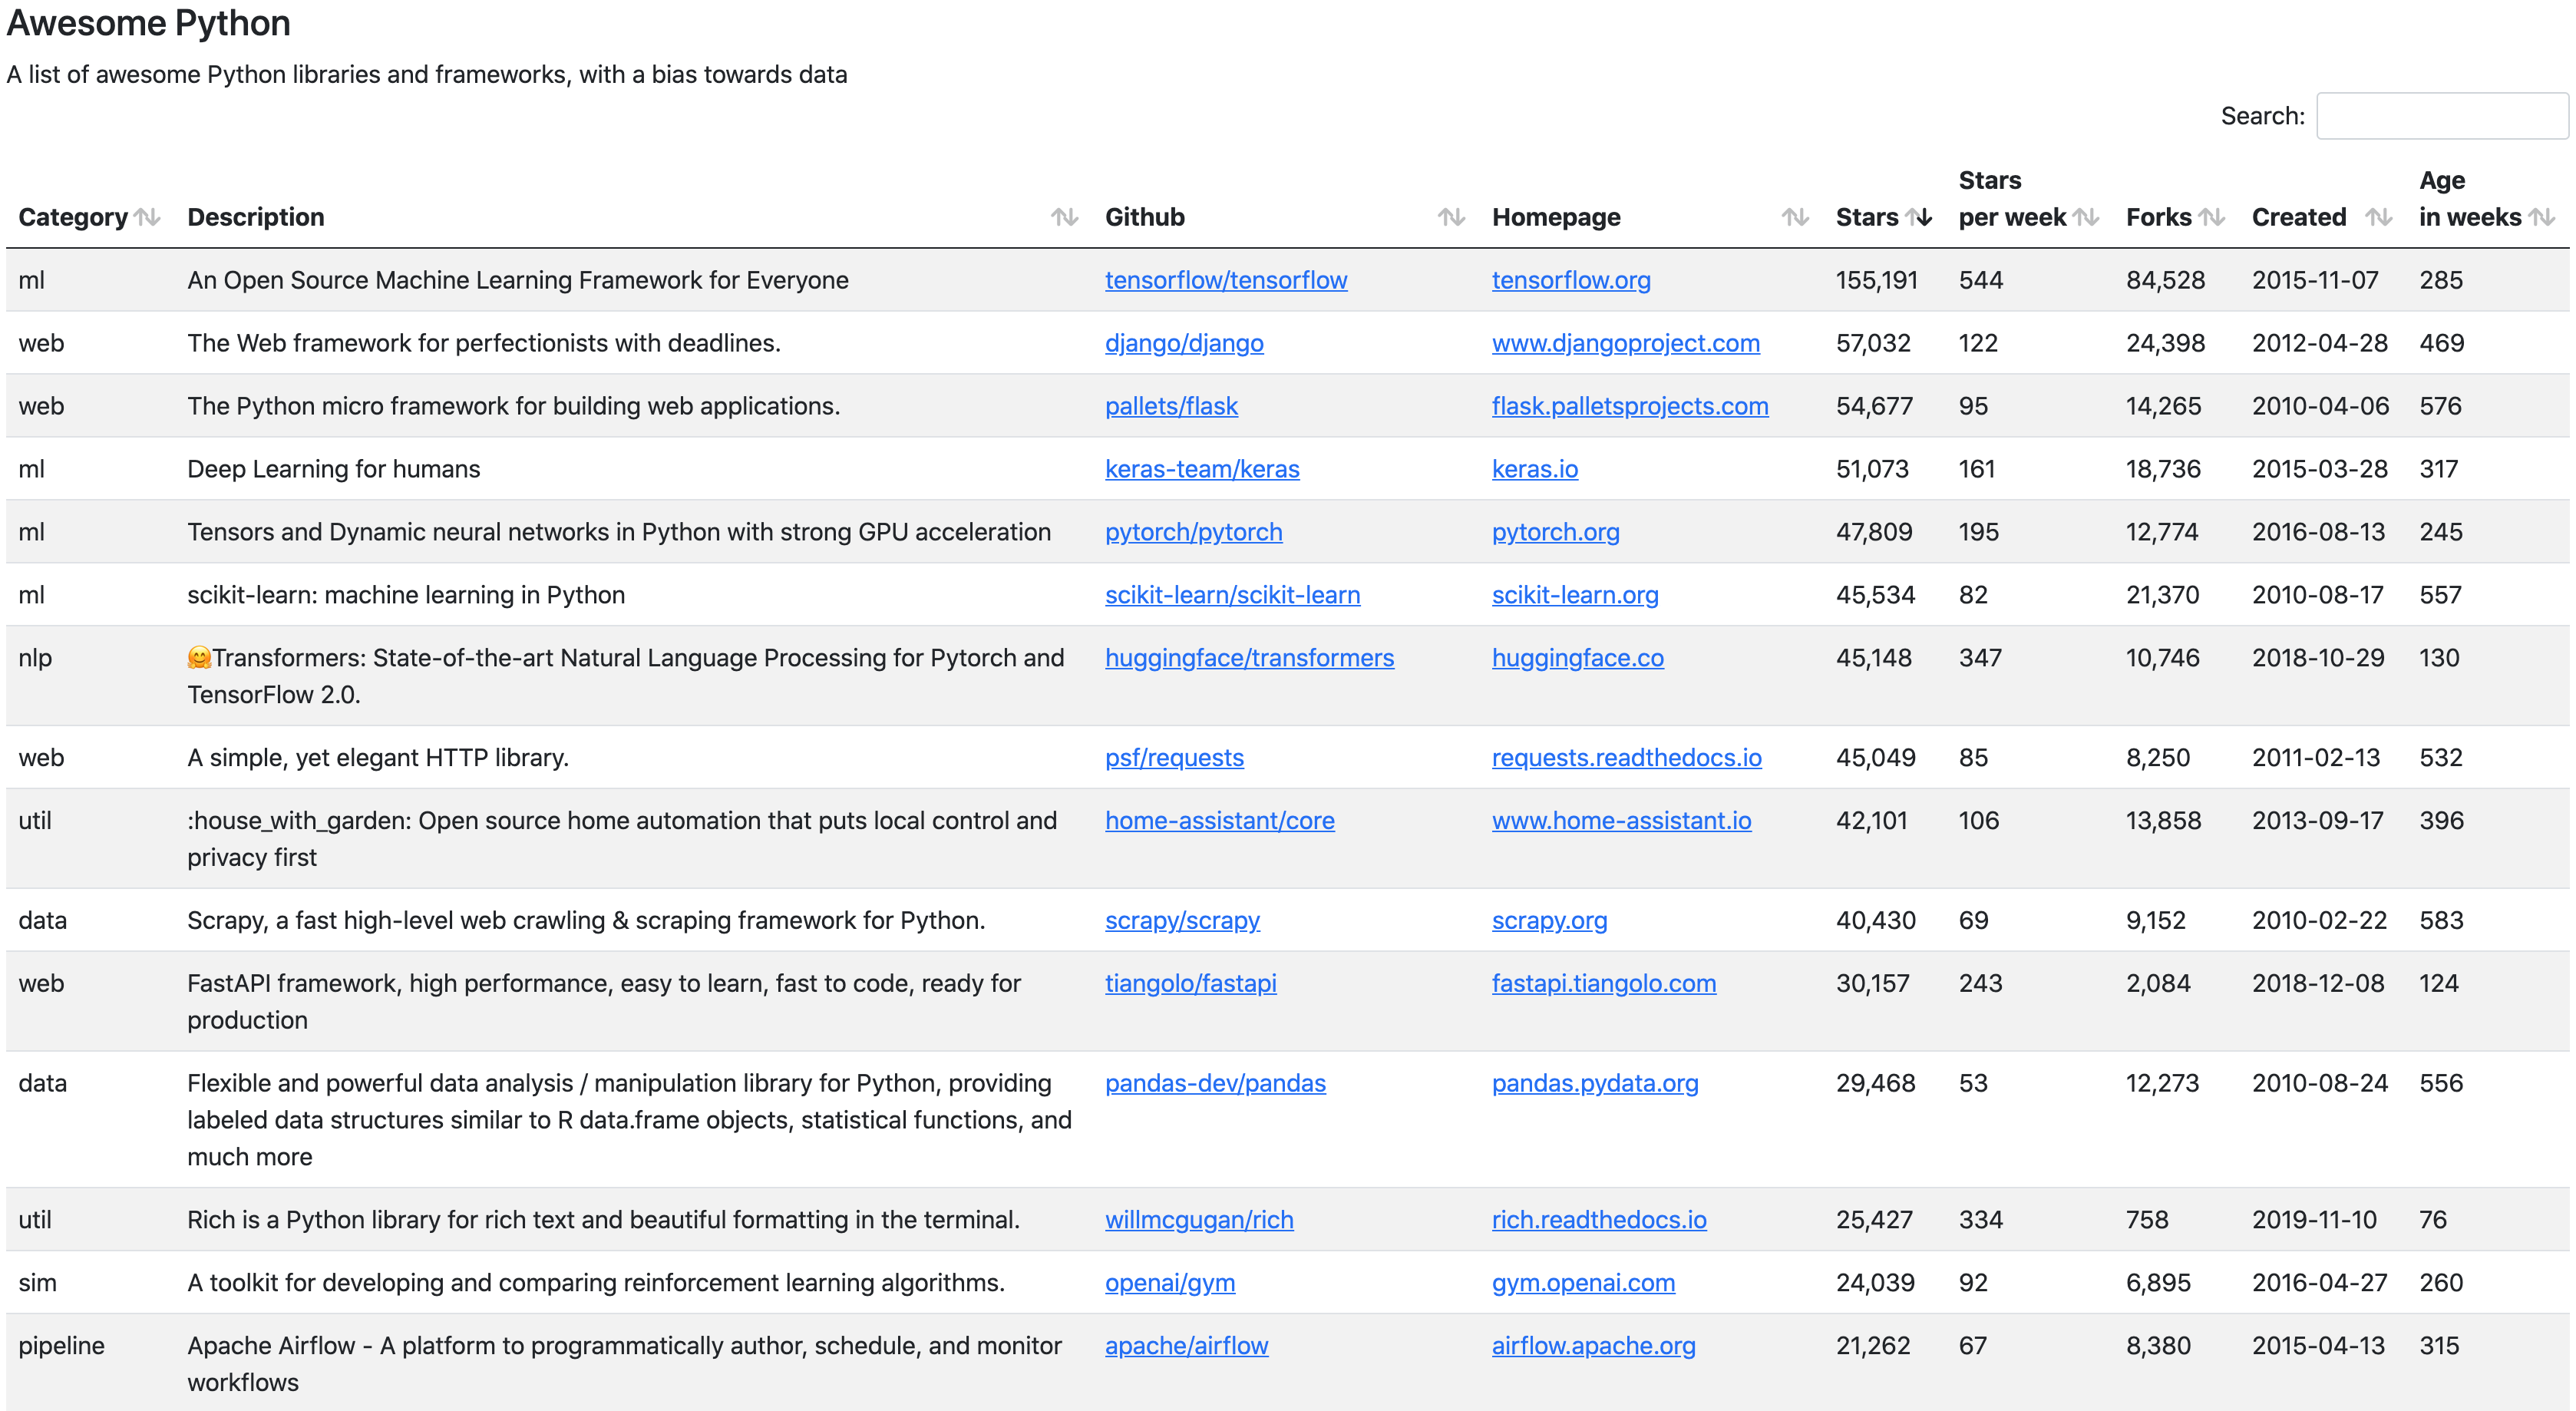 Awesome Python
A list of awesome Python libraries and frameworks, with a bias towards data
Search:
Category Description Github Homepage Stars Stars per week Forks Created Age in weeks
ml An Open Source Machine Learning Framework for Everyone tensorflow/tensorflow tensorflow.org 155,191 544 84,528 2015-11-07 285
web The Web framework for perfectionists with deadlines. django/django www.djangoproject.com 57,032 122 24,398 2012-04-28 469
web The Python micro framework for building web applications. pallets/flask flask.palletsprojects.com 54,677 95 14,265 2010-04-06 576
ml Deep Learning for humans keras-team/keras keras.io 51,073 161 18,736 2015-03-28 317
ml Tensors and Dynamic neural networks in Python with strong GPU acceleration pytorch/pytorch pytorch.org 47,809 195 12,774 2016-08-13 245
ml scikit-learn: machine learning in Python scikit-learn/scikit-learn scikit-learn.org 45,534 82 21,370 2010-08-17 557
nlp 🤗Transformers: State-of-the-art Natural Language Processing for Pytorch and huggingface/transformers huggingface.co 45,148 347 10,746 2018-10-29 130
TensorFlow 2.0.
web A simple, yet elegant HTTP library. psf/requests requests.readthedocs.io 45,049 85 8,250 2011-02-13 532
util :house_with_garden: Open source home automation that puts local control and home-assistant/core www.home-assistant.io 42,101 106 13,858 2013-09-17 396
privacy first
data Scrapy, a fast high-level web crawling & scraping framework for Python. scrapy/scrapy scrapy.org 40,430 69 9,152 2010-02-22 583
web FastAPI framework, high performance, easy to learn, fast to code, ready for tiangolo/fastapi fastapi.tiangolo.com 30,157 243 2,084 2018-12-08 124
production
data Flexible and powerful data analysis / manipulation library for Python, providing pandas-dev/pandas pandas.pydata.org 29,468 53 12,273 2010-08-24 556
labeled data structures similar to R data.frame objects, statistical functions, and
much more
util Rich is a Python library for rich text and beautiful formatting in the terminal. willmcgugan/rich rich.readthedocs.io 25,427 334 758 2019-11-10 76
sim A toolkit for developing and comparing reinforcement learning algorithms. openai/gym gym.openai.com 24,039 92 6,895 2016-04-27 260
pipeline Apache Airflow - A platform to programmatically author, schedule, and monitor apache/airflow airflow.apache.org 21,262 67 8,380 2015-04-13 315
workflows